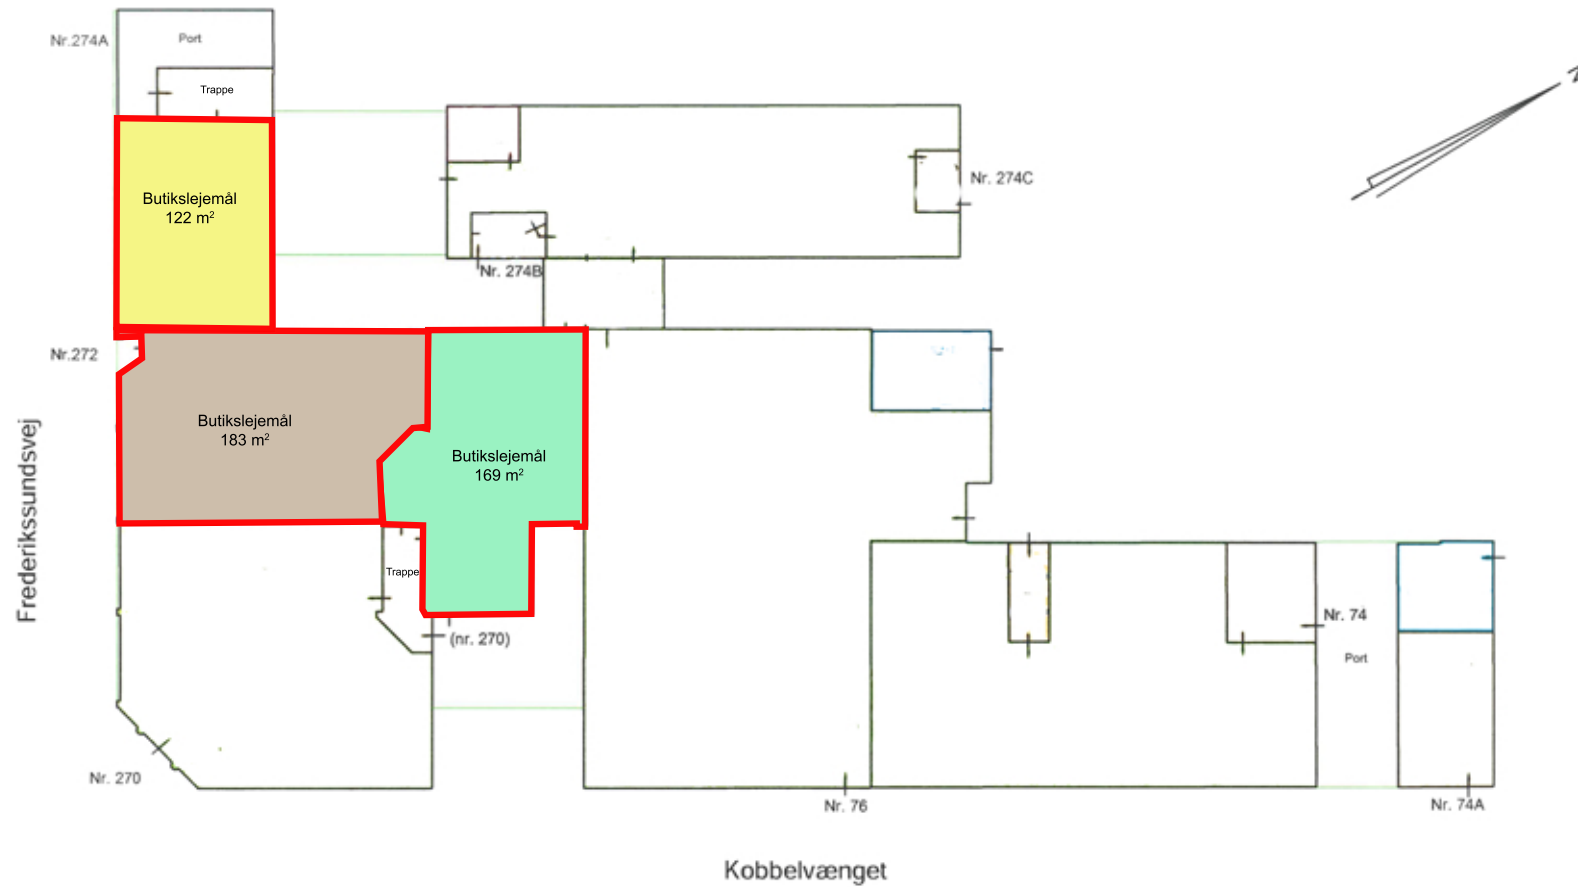 Nr.274A
Port
Trappe
Butikslejemål
122 m²
Nr. 274C
Nr. 274B
Nr.272
Butikslejemål
183 m²
Butikslejemål
169 m²
Frederikssundsvej
Trappe
(nr. 270)
Nr. 74
Port
Nr. 270
Nr. 76
Nr. 74A
Kobbelvænget